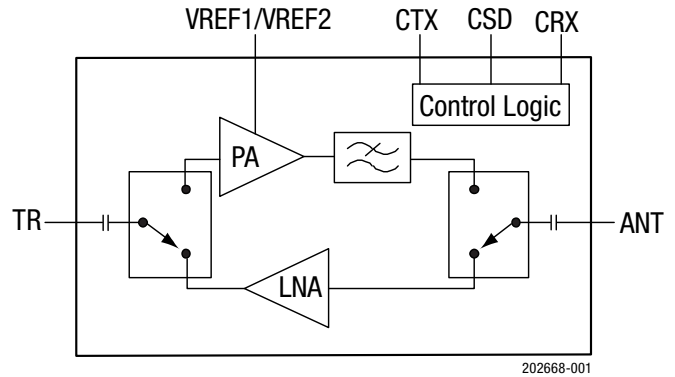 VREF1/VREF2 CTX CSD CRX
Control Logic
PA
TR ANT
LNA
202668-001